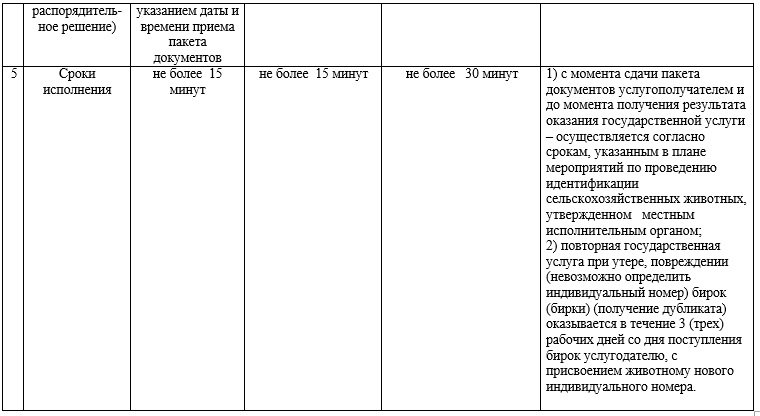 распорядитель-
ное решение)
указанием даты и
времени приема
пакета
документов
5
Сроки
исполнения
не более 15
минут
не более 15 минут
не более 30 минут
1) с момента сдачи пакета
документов услугополучателем и
до момента получения результата
оказания государственной услуги
– осуществляется согласно
срокам, указанным в плане
мероприятий по проведению
идентификации
сельскохозяйственных животных,
утвержденном местным
исполнительным органом;
2) повторная государственная
услуга при утере, повреждении
(невозможно определить
индивидуальный номер) бирок
(бирки) (получение дубликата)
оказывается в течение 3 (трех)
рабочих дней со дня поступления
бирок услугодателю, с
присвоением животному нового
индивидуального номера.